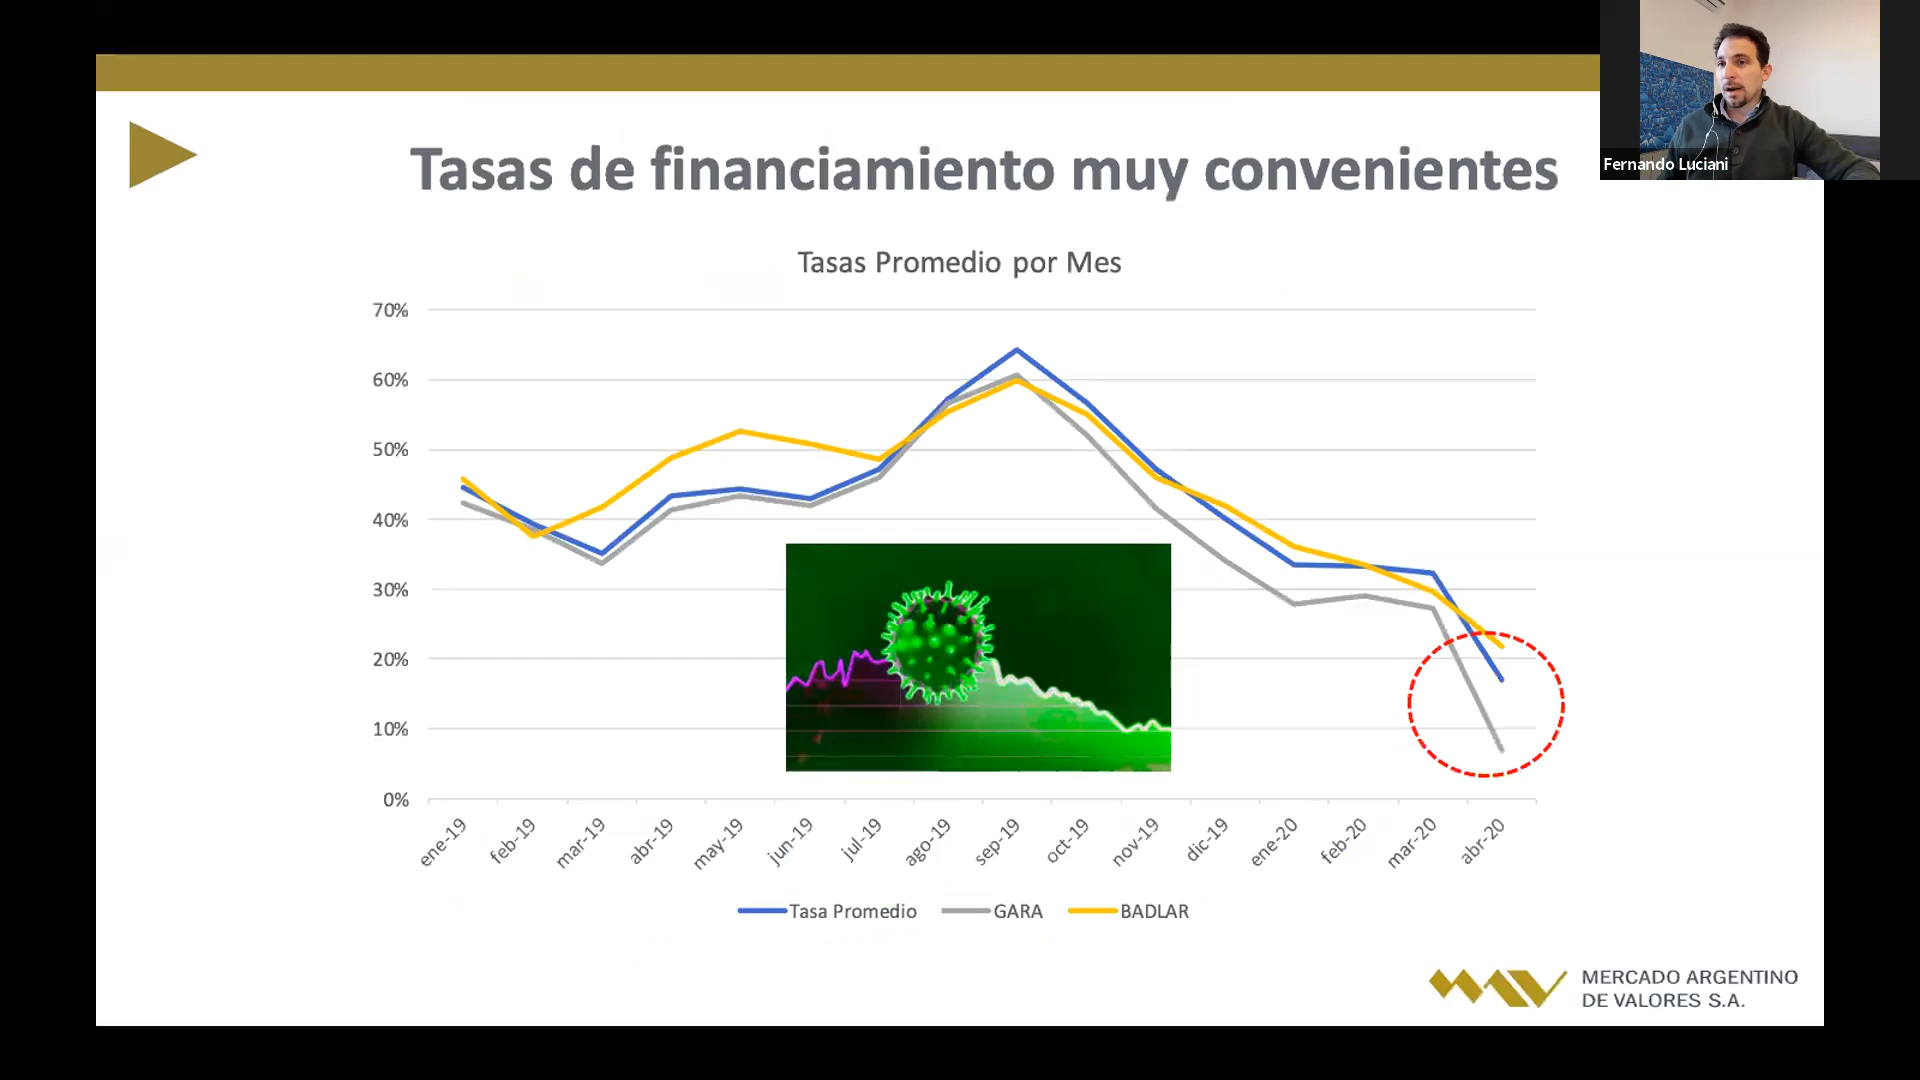 Fernando Luciani
Tasas de financiamiento muy convenientes
Tasas Promedio por Mes
70%
60%
50%
40%
30%
20%
10%
0%
ene-19
feb-19
mar-19
abr-19
may-19
jun-19
jul-19
ago-19
sep-19
oct-19
nov-19
dic-19
ene-20
feb-20
mar-20
abr-20
Tasa Promedio
GARA
BADLAR
MERCADO ARGENTINO
DE VALORES S.A.